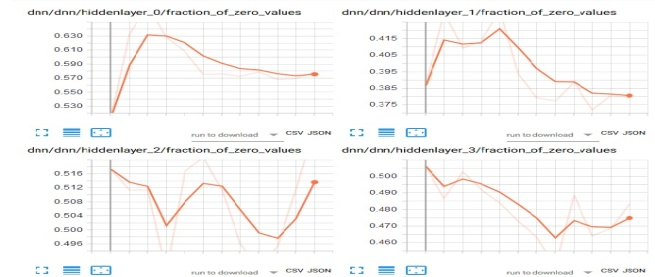 dnn/dnn/hiddenlayer_0/fraction_of_zero_values
0.630
0.610
0.590
0.570
0.550
0.530
run to download CSV JSON
dnn/dnn/hiddenlayer_1/fraction_of_zero_values
0.415
0.405
0.395
0.385
0.375
run to download CSV JSON
dnn/dnn/hiddenlayer_2/fraction_of_zero_values
0.516
0.512
0.508
0.504
0.500
0.496
run to download CSV JSON
dnn/dnn/hiddenlayer_3/fraction_of_zero_values
0.500
0.490
0.480
0.470
0.460
run to download CSV JSON